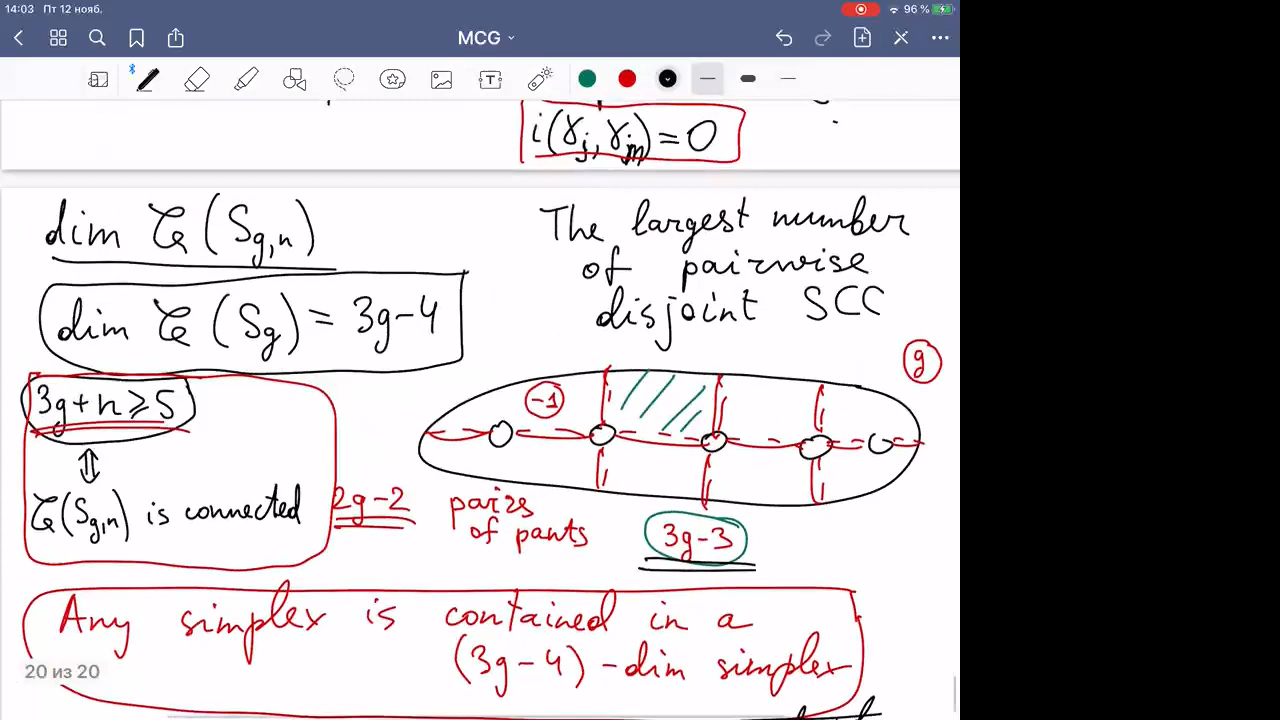 14:03 Пт 12 нояб.
96 %
MCG
i(γj, γm) = 0
dim C(Sg,n)
dim C(Sg) = 3g-4
The largest number
of pairwise
disjoint SCC
3g+n ≥ 5
⇕
C(Sg,n) is connected
g
-1
2g-2 pairs
of pants
3g-3
Any simplex is contained in a
(3g-4)-dim simplex
20 из 20